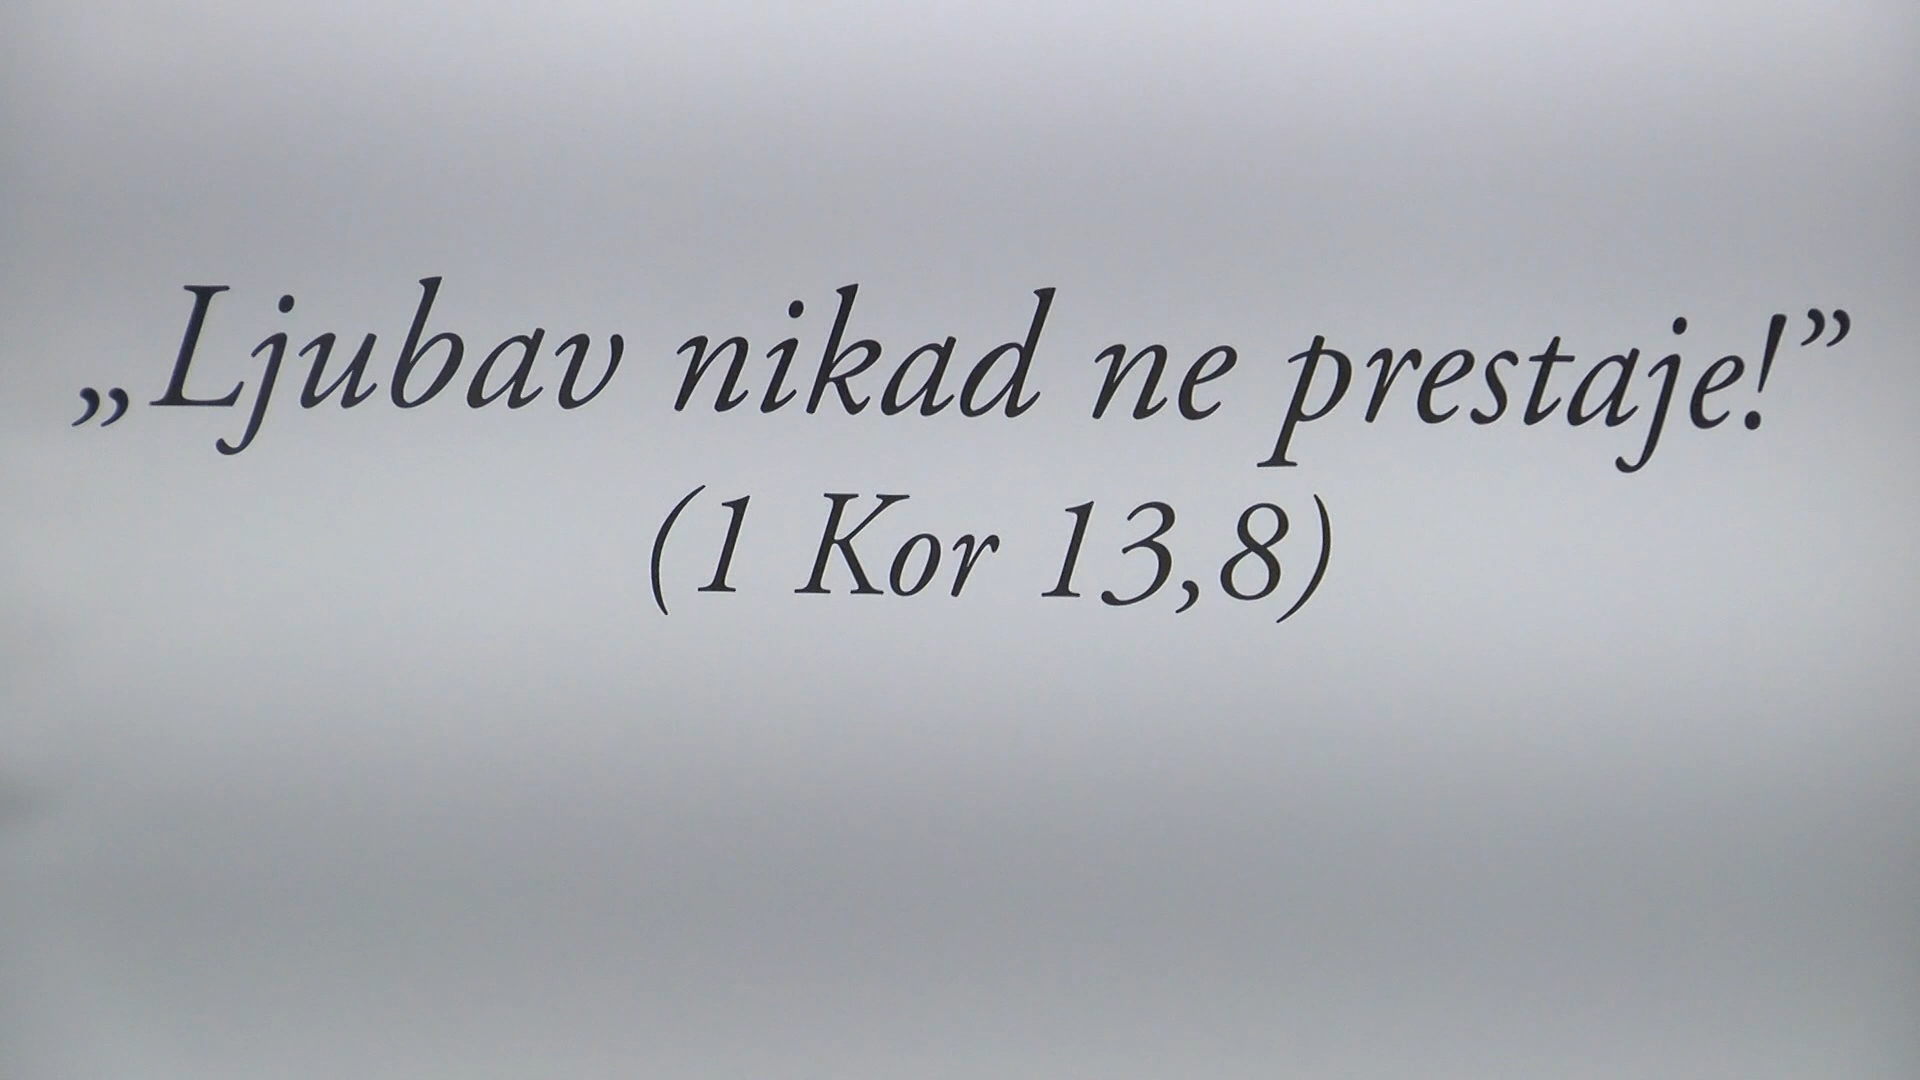 „Ljubav nikad ne prestaje!”
(1 Kor 13,8)